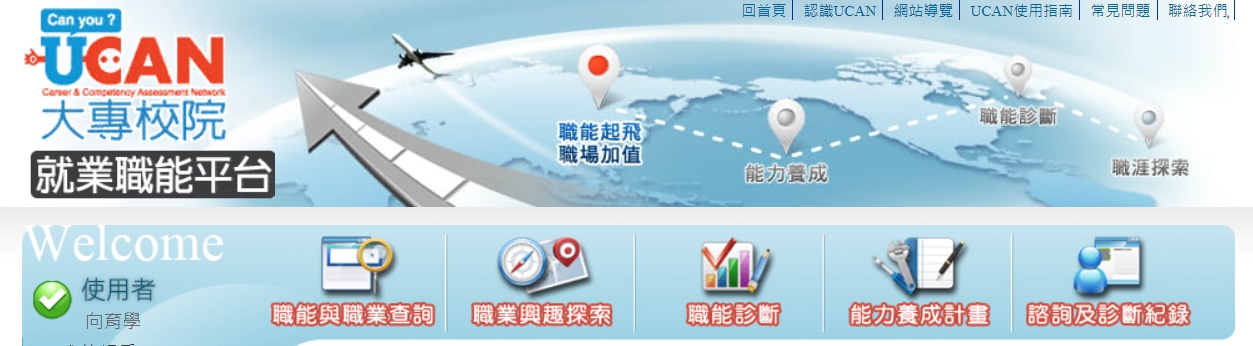 回首頁 認識UCAN 網站導覽 UCAN使用指南 常見問題 聯絡我們
Can you ?
UCAN
Career & Competency Assessment Network
大專校院
就業職能平台
職能起飛
職場加值
能力養成
職能診斷
職涯探索
Welcome
使用者
向育學
職能與職業查詢
職業興趣探索
職能診斷
能力養成計畫
諮詢及診斷紀錄